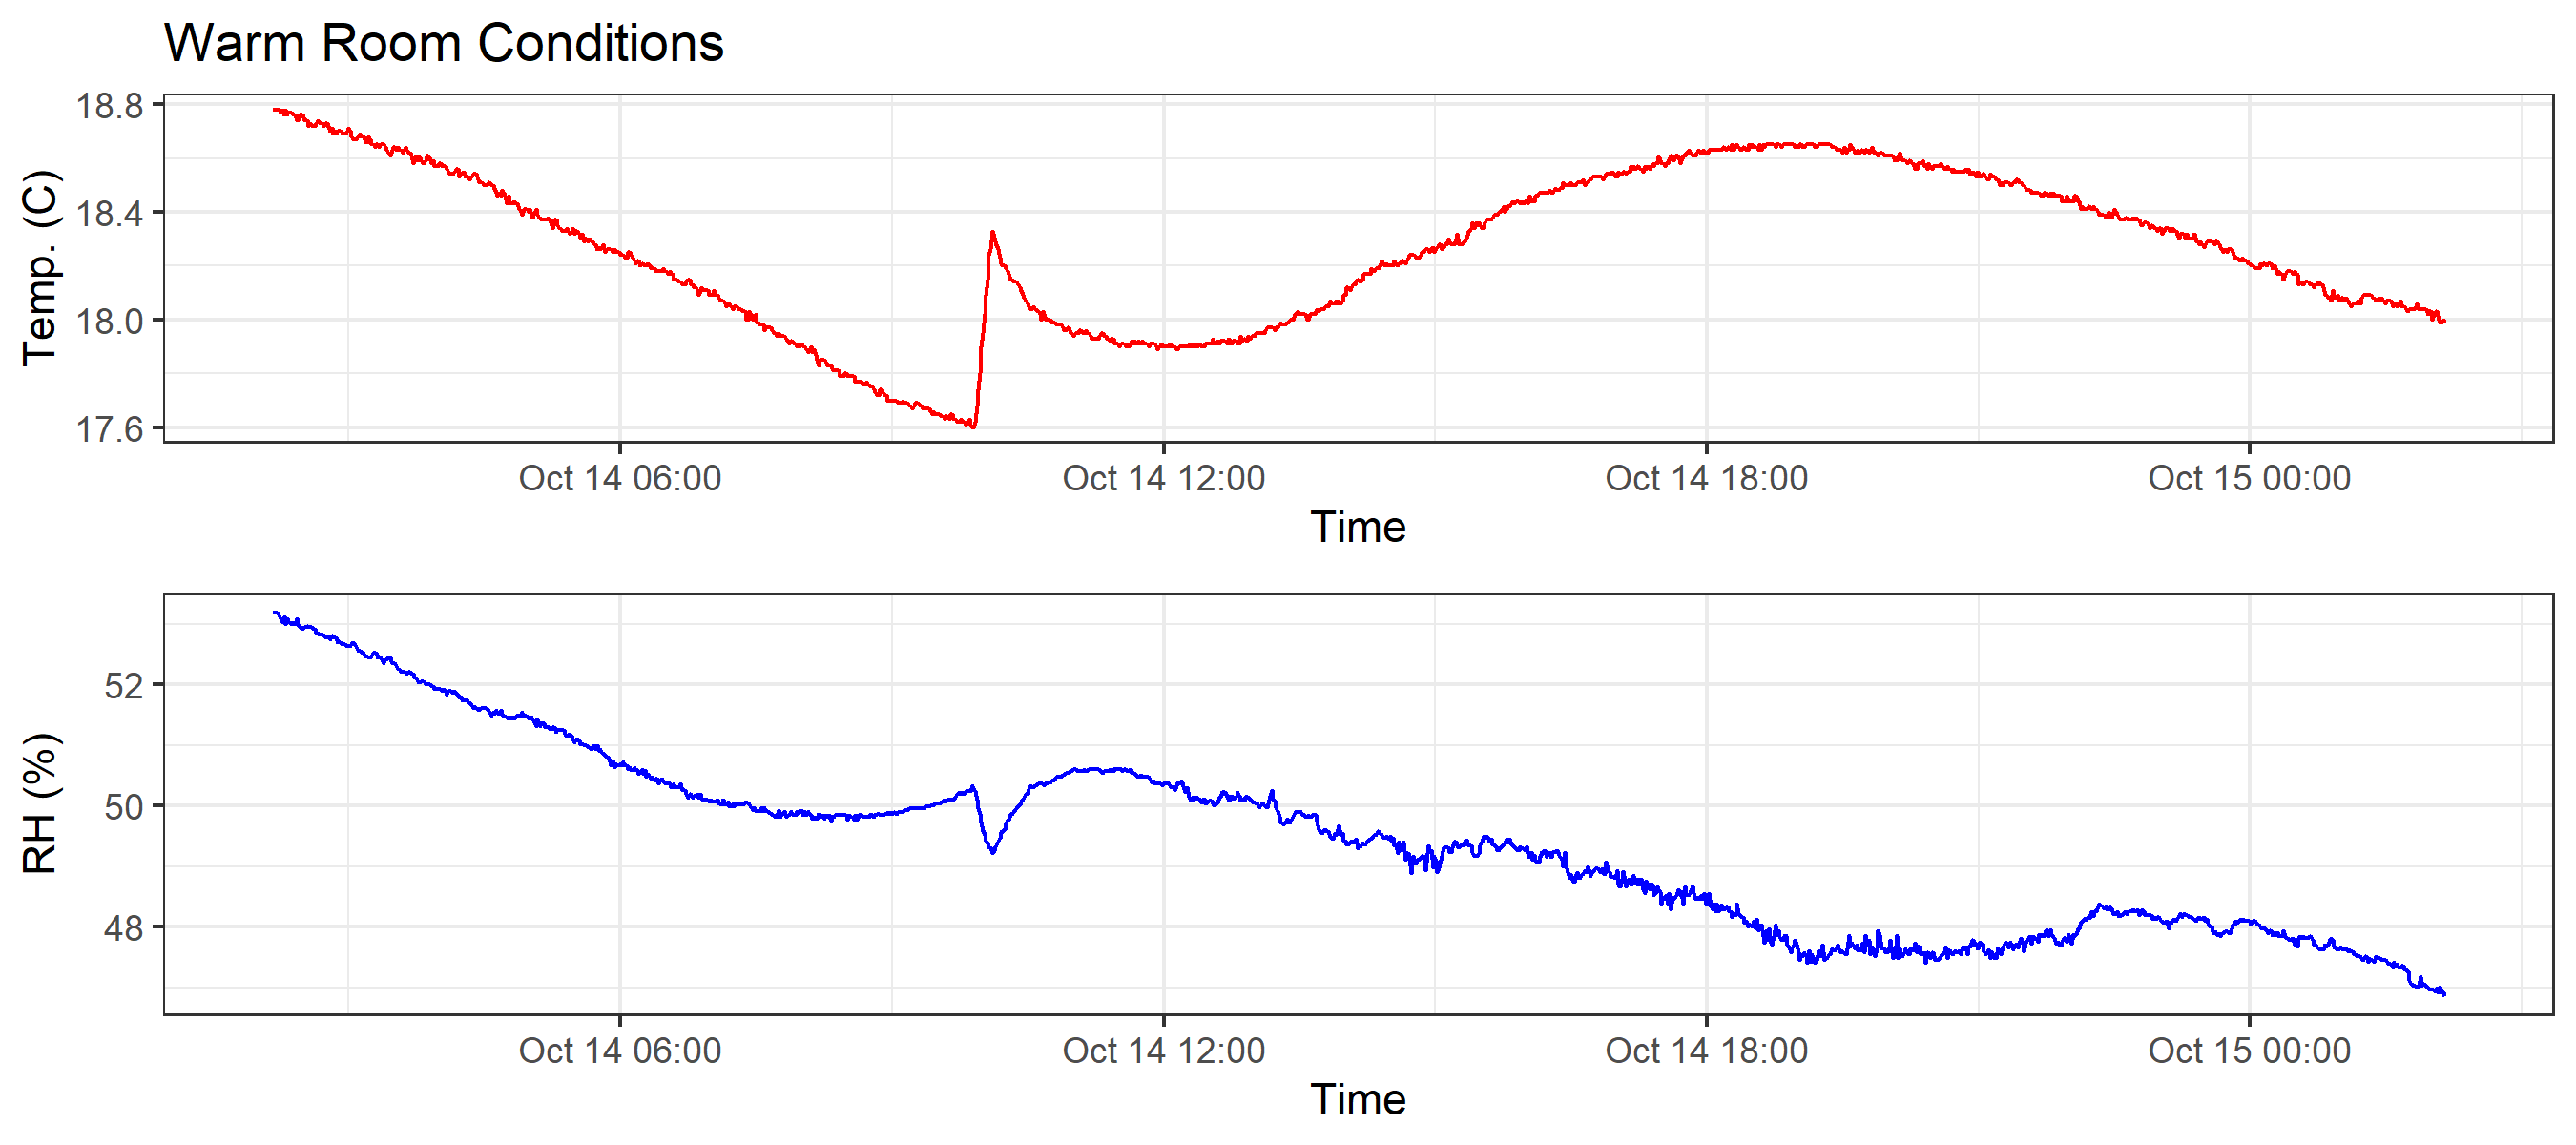 Warm Room Conditions
18.8
18.4
18.0
17.6
Temp. (C)
Oct 14 06:00 Oct 14 12:00 Oct 14 18:00 Oct 15 00:00
Time
52
50
48
RH (%)
Oct 14 06:00 Oct 14 12:00 Oct 14 18:00 Oct 15 00:00
Time